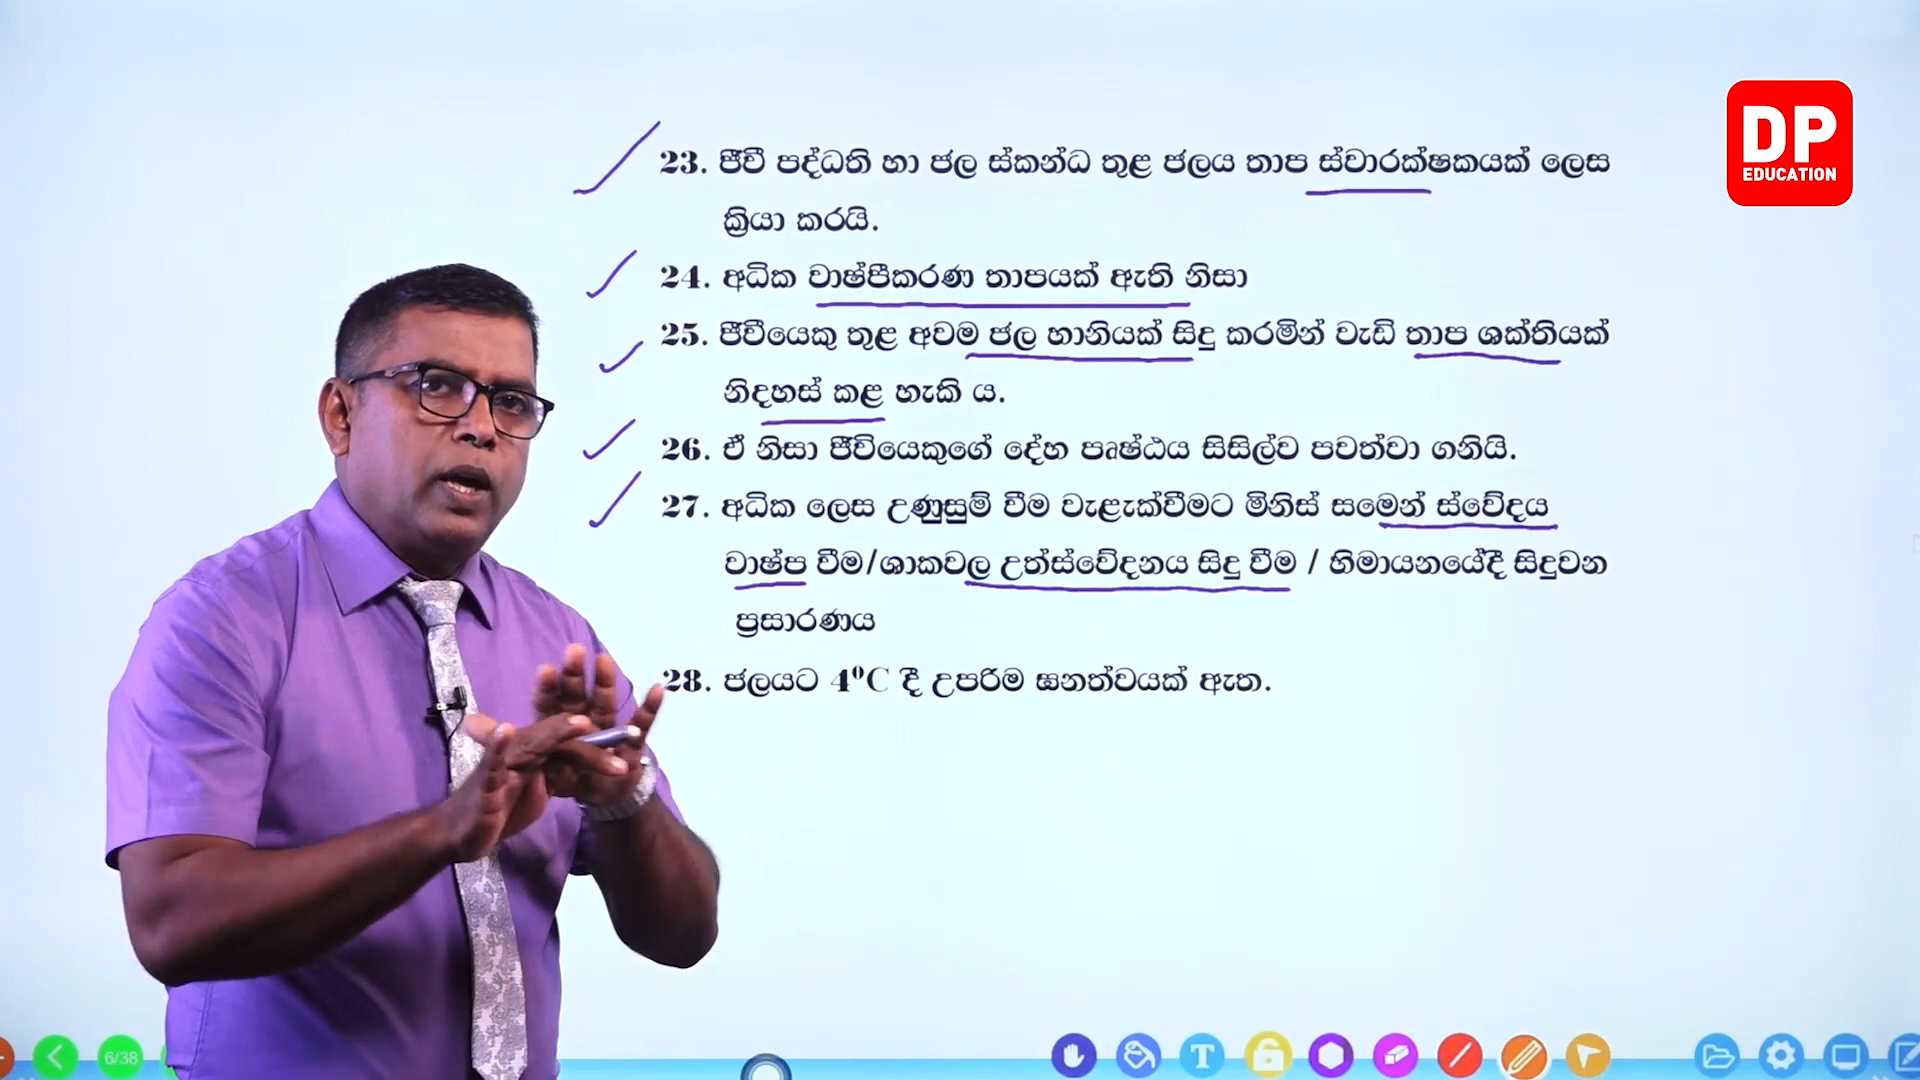 DP
EDUCATION
23. ජීවී පද්ධති හා ජල ස්කන්ධ තුළ ජලය තාප ස්වාරක්ෂකයක් ලෙස
ක්‍රියා කරයි.
24. අධික වාෂ්පීකරණ තාපයක් ඇති නිසා
25. ජීවීයෙකු තුළ අවම ජල හානියක් සිදු කරමින් වැඩි තාප ශක්තියක්
නිදහස් කළ හැකි ය.
26. ඒ නිසා ජීවියෙකුගේ දේහ පෘෂ්ඨය සිසිල්ව පවත්වා ගනියි.
27. අධික ලෙස උණුසුම් වීම වැළැක්වීමට මිනිස් සමෙන් ස්වේදය
වාෂ්ප වීම/ශාකවල උත්ස්වේදනය සිදු වීම / හිමායනයේදී සිදුවන
ප්‍රසාරණය
28. ජලයට 4⁰C දී උපරිම ඝනත්වයක් ඇත.
6/38